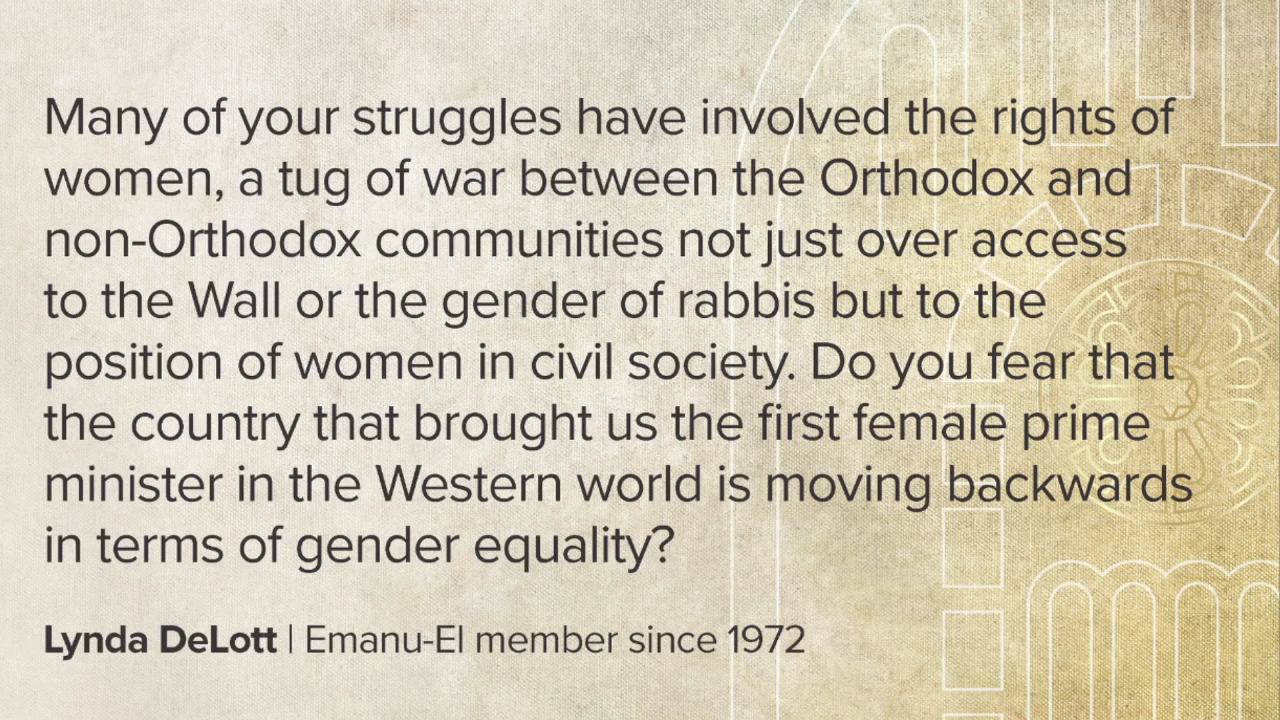 Many of your struggles have involved the rights of
women, a tug of war between the Orthodox and
non-Orthodox communities not just over access
to the Wall or the gender of rabbis but to the
position of women in civil society. Do you fear that
the country that brought us the first female prime
minister in the Western world is moving backwards
in terms of gender equality?
Lynda DeLott | Emanu-El member since 1972